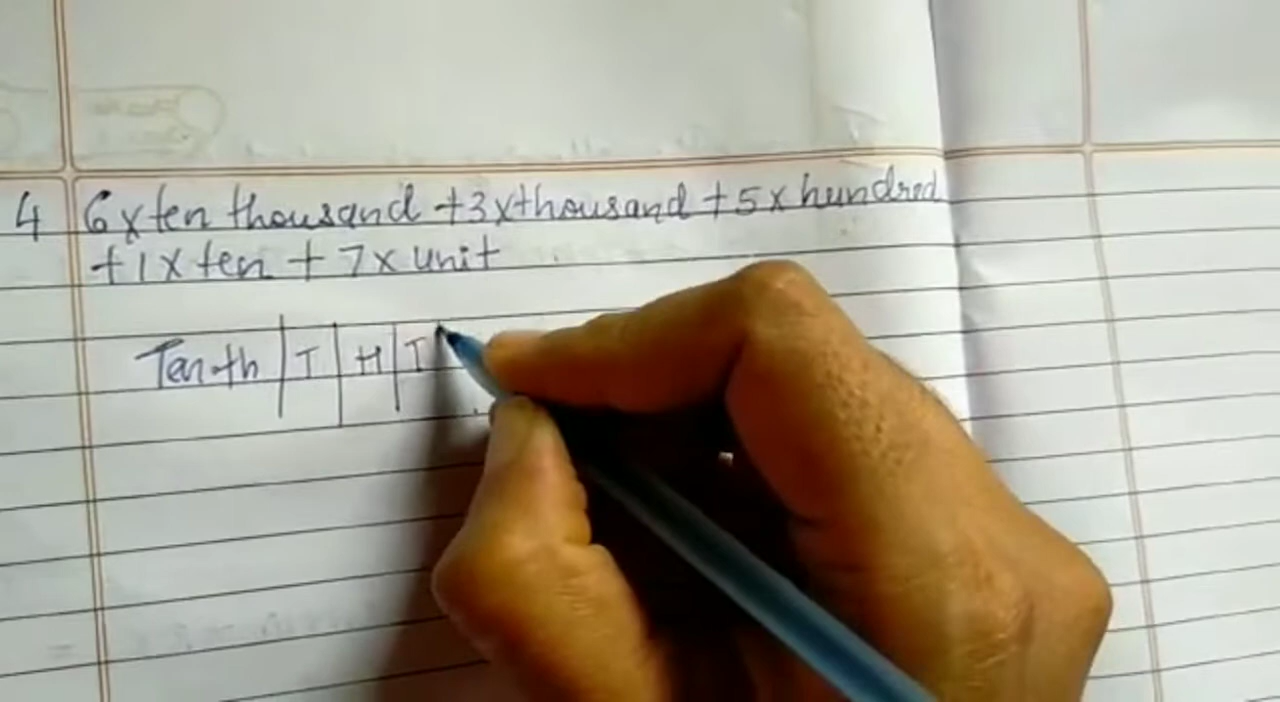 4 6 x ten thousand + 3 x thousand + 5 x hundred
+ 1 x ten + 7 x unit
Ten-th | T | H | T